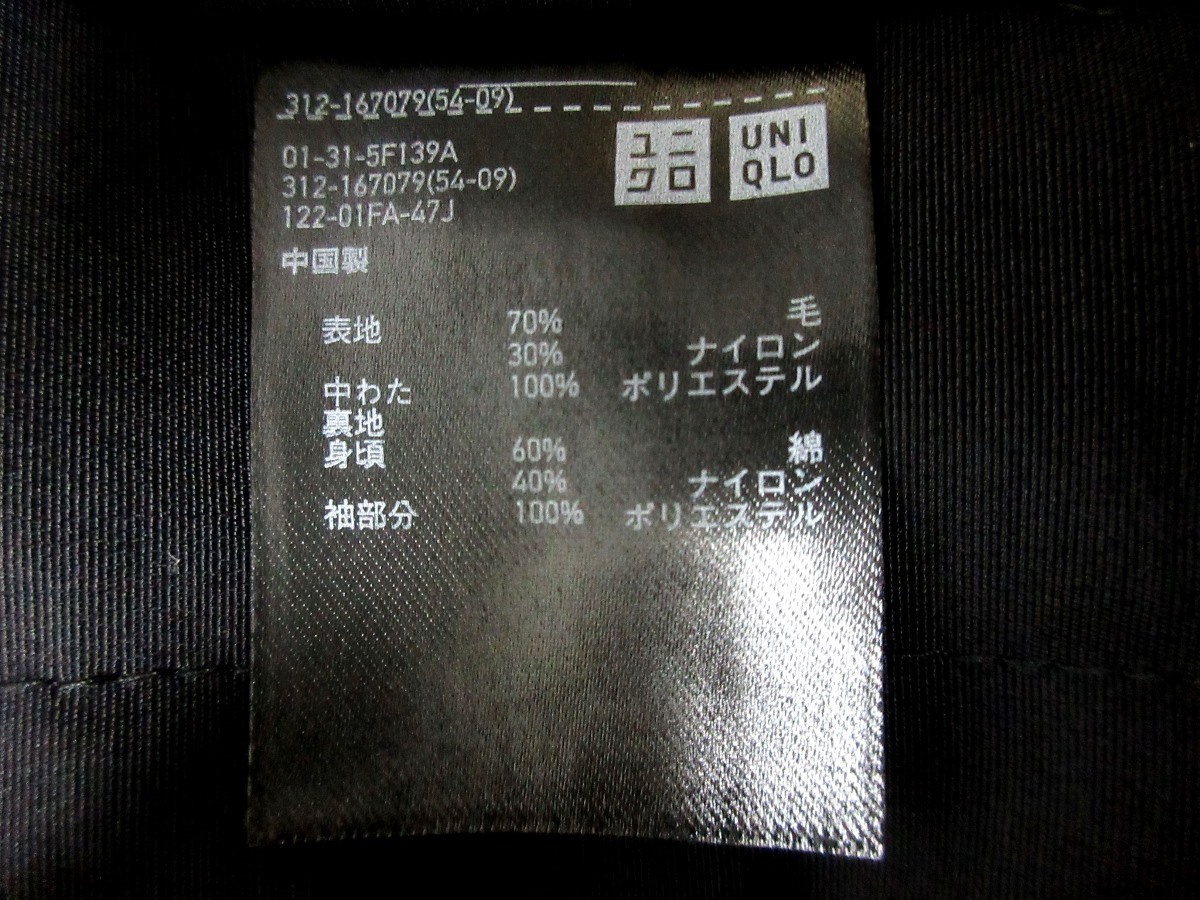 312-167079(54-09)
ユニ
クロ
UNI
QLO
01-31-5F139A
312-167079(54-09)
122-01FA-47J
中国製
表地 70% 毛
30% ナイロン
中わた 100% ポリエステル
裏地
身頃 60% 綿
40% ナイロン
袖部分 100% ポリエステル